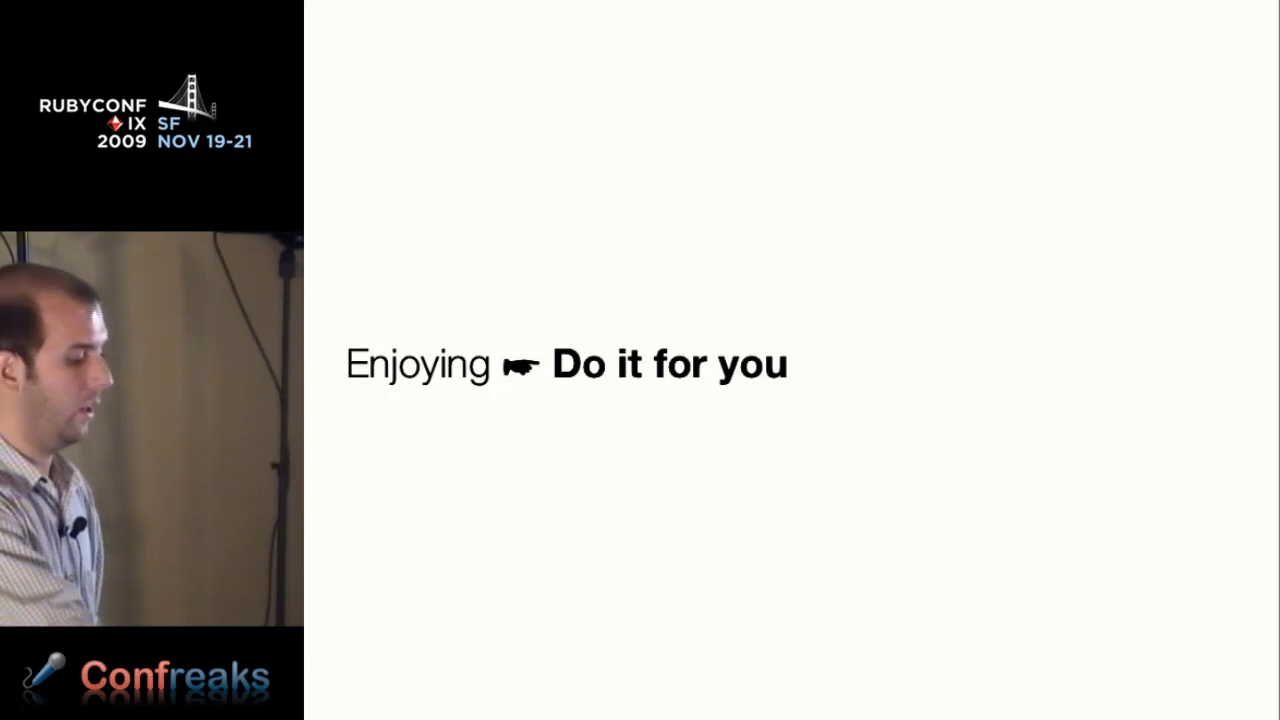 RUBYCONF
IX SF
2009 NOV 19-21
Enjoying ☛ Do it for you
Confreaks